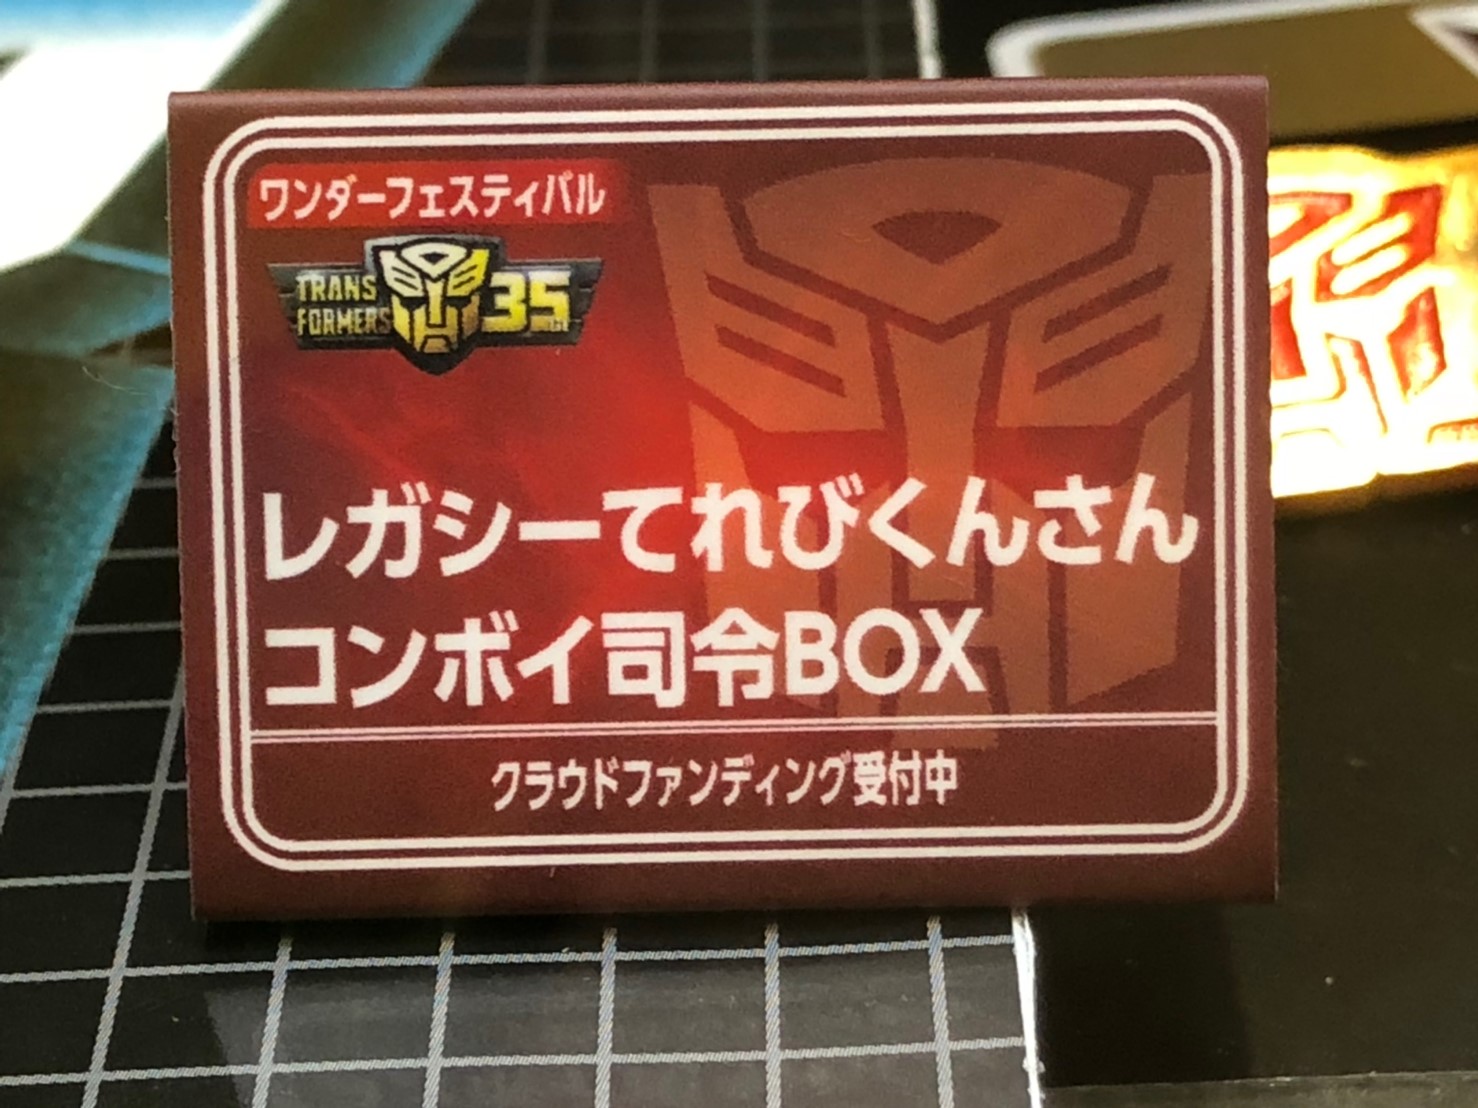 ワンダーフェスティバル
TRANS
FORMERS 35th
レガシーてれびくんさん
コンボイ司令BOX
クラウドファンディング受付中